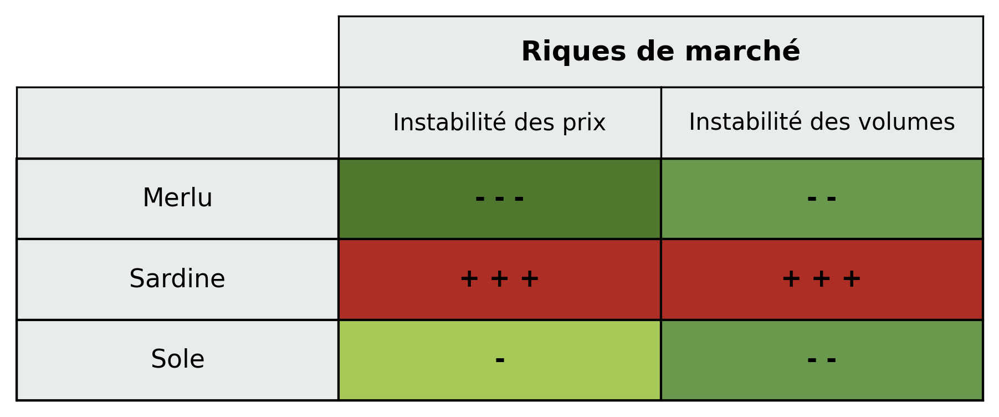 Riques de marché
Instabilité des prix Instabilité des volumes
Merlu - - - - -
Sardine + + + + + +
Sole - - -